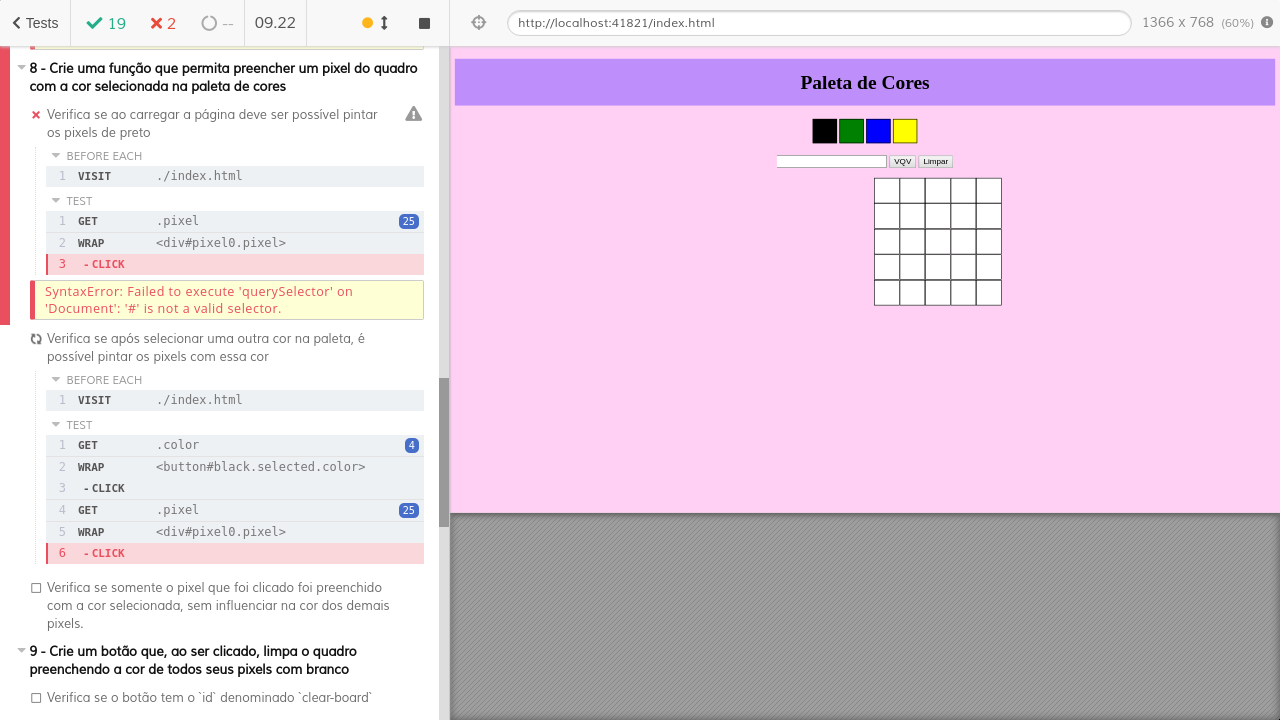 Tests
19
2
--
09.22
8 - Crie uma função que permita preencher um pixel do quadro
com a cor selecionada na paleta de cores
Verifica se ao carregar a página deve ser possível pintar
os pixels de preto
BEFORE EACH
1 VISIT ./index.html
TEST
1 GET .pixel 25
2 WRAP <div#pixel0.pixel>
3 - CLICK
SyntaxError: Failed to execute 'querySelector' on
'Document': '#' is not a valid selector.
Verifica se após selecionar uma outra cor na paleta, é
possível pintar os pixels com essa cor
BEFORE EACH
1 VISIT ./index.html
TEST
1 GET .color 4
2 WRAP <button#black.selected.color>
3 - CLICK
4 GET .pixel 25
5 WRAP <div#pixel0.pixel>
6 - CLICK
Verifica se somente o pixel que foi clicado foi preenchido
com a cor selecionada, sem influenciar na cor dos demais
pixels.
9 - Crie um botão que, ao ser clicado, limpa o quadro
preenchendo a cor de todos seus pixels com branco
Verifica se o botão tem o `id` denominado `clear-board`
http://localhost:41821/index.html
1366 x 768 (60%)
Paleta de Cores
VQV Limpar